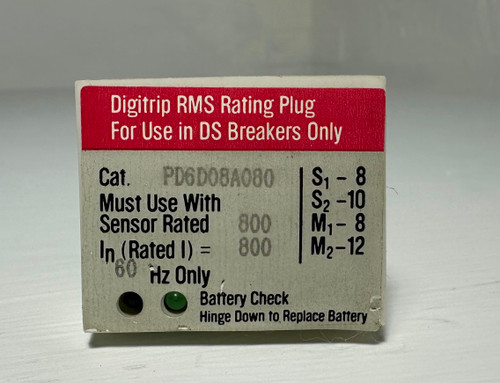 Digitrip RMS Rating Plug
For Use in DS Breakers Only
Cat. PD6D08A080
Must Use With
Sensor Rated 800
In (Rated I) = 800
60 Hz Only
S1 - 8
S2 -10
M1 - 8
M2 -12
Battery Check
Hinge Down to Replace Battery